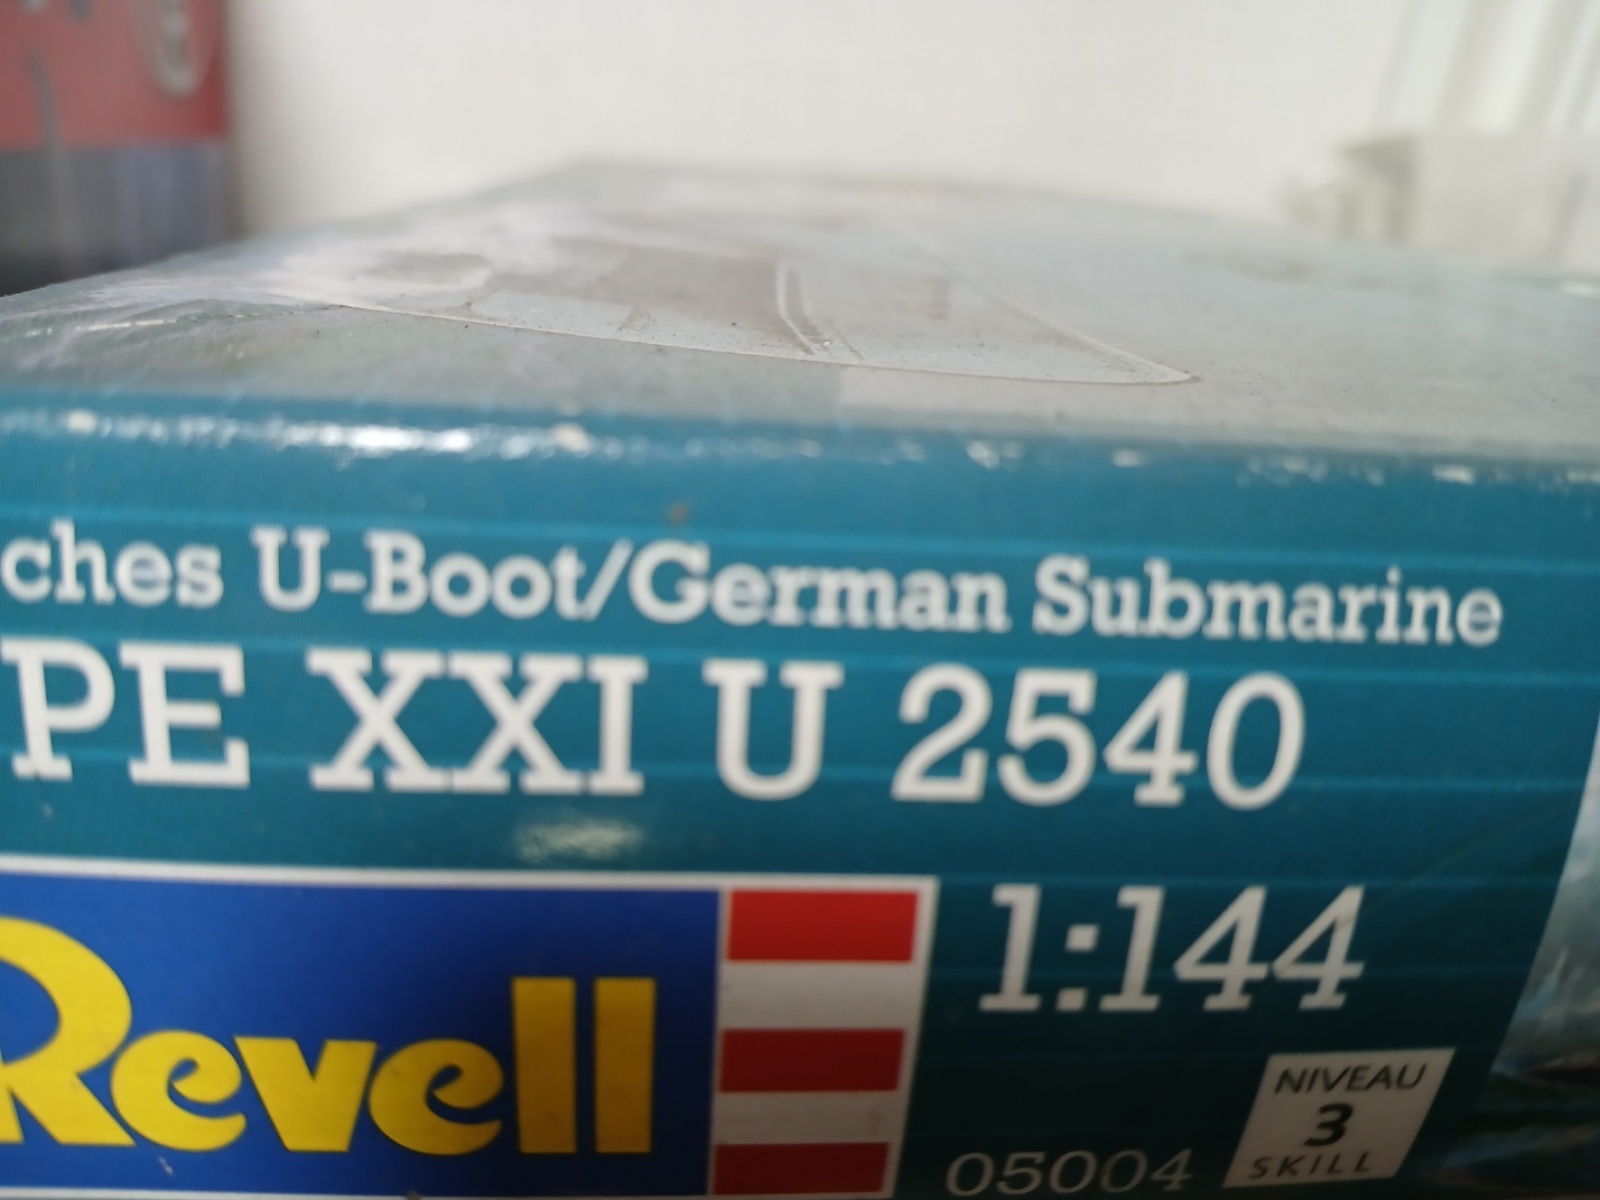 ches U-Boot/German Submarine
PE XXI U 2540
Revell
1:144
05004
NIVEAU
3
SKILL